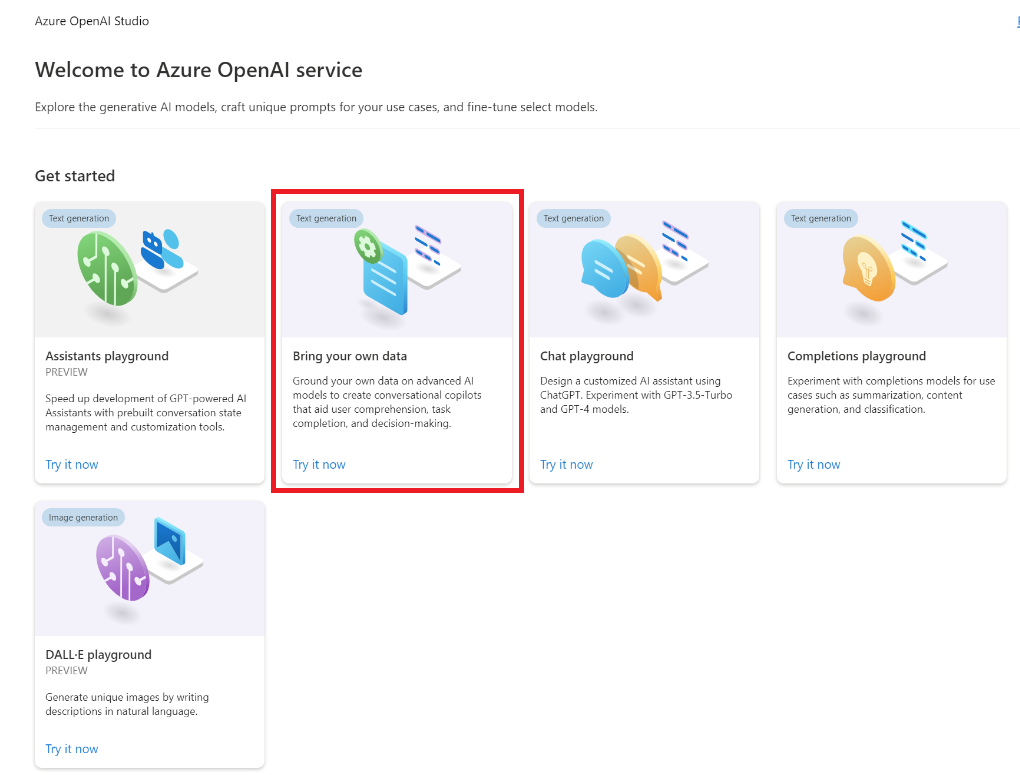 Azure OpenAI Studio
Welcome to Azure OpenAI service
Explore the generative AI models, craft unique prompts for your use cases, and fine-tune select models.
Get started
Text generation
Assistants playground
PREVIEW
Speed up development of GPT-powered AI
Assistants with prebuilt conversation state
management and customization tools.
Try it now
Text generation
Bring your own data
Ground your own data on advanced AI
models to create conversational copilots
that aid user comprehension, task
completion, and decision-making.
Try it now
Text generation
Chat playground
Design a customized AI assistant using
ChatGPT. Experiment with GPT-3.5-Turbo
and GPT-4 models.
Try it now
Text generation
Completions playground
Experiment with completions models for use
cases such as summarization, content
generation, and classification.
Try it now
Image generation
DALL·E playground
PREVIEW
Generate unique images by writing
descriptions in natural language.
Try it now